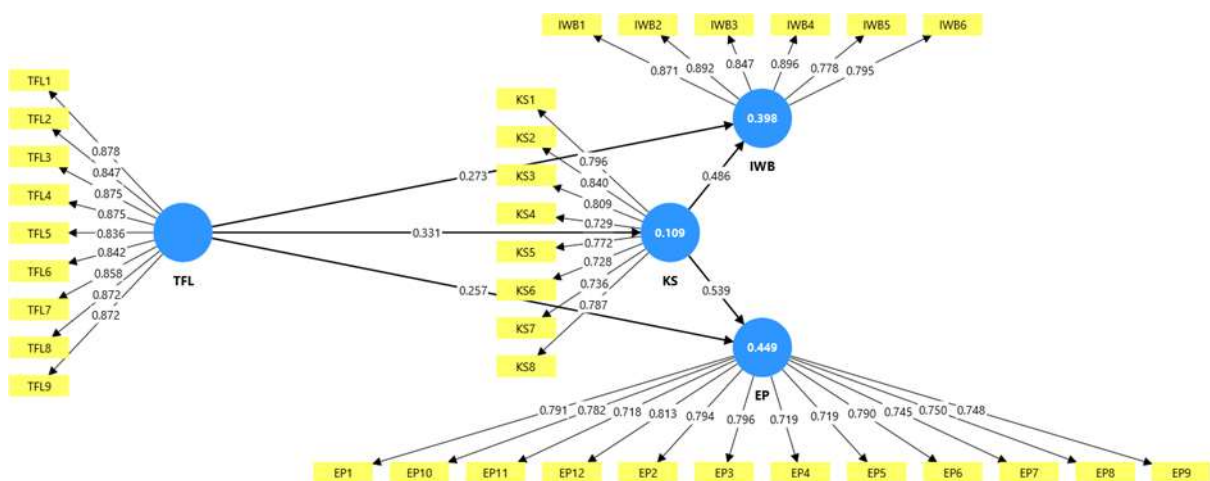 IWB1 IWB2 IWB3 IWB4 IWB5 IWB6
0.871 0.892 0.847 0.896 0.778 0.795
0.398
IWB
TFL1
TFL2
TFL3
TFL4
TFL5
TFL6
TFL7
TFL8
TFL9
0.878
0.847
0.875
0.875
0.836
0.842
0.858
0.872
0.872
TFL
0.273
0.331
0.257
KS1
KS2
KS3
KS4
KS5
KS6
KS7
KS8
0.796
0.840
0.809
0.729
0.772
0.728
0.736
0.787
0.109
KS
0.486
0.539
0.449
EP
0.791 0.782 0.718 0.813 0.794 0.796 0.719 0.719 0.790 0.745 0.750 0.748
EP1 EP10 EP11 EP12 EP2 EP3 EP4 EP5 EP6 EP7 EP8 EP9